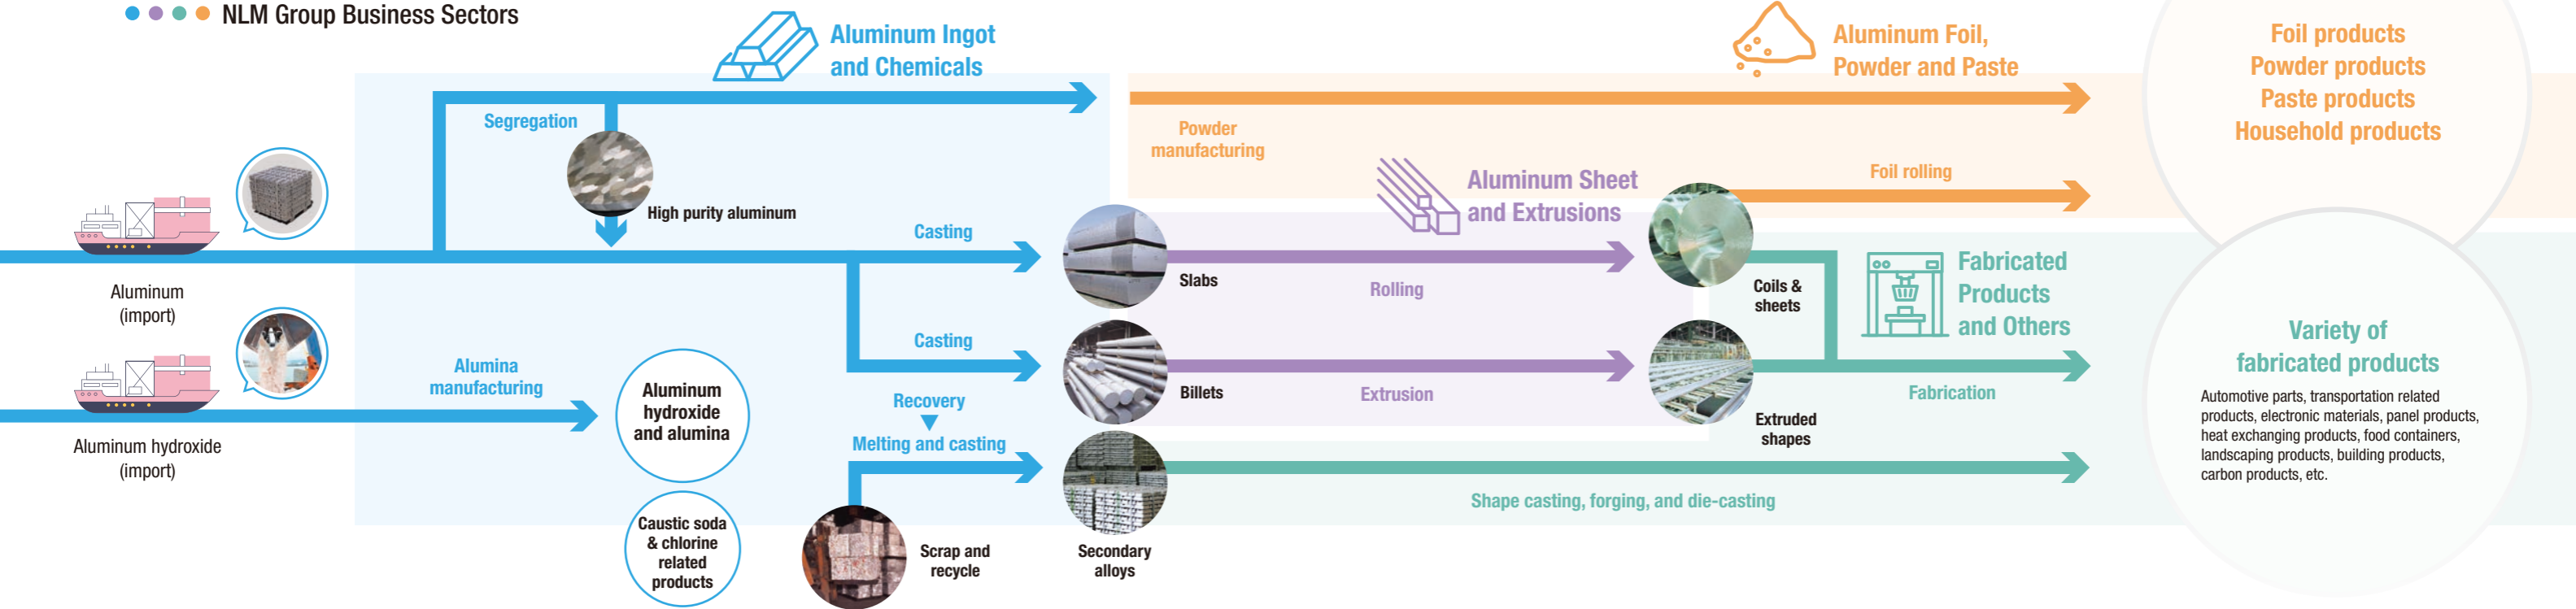 NLM Group Business Sectors
Aluminum Ingot
and Chemicals
Aluminum Foil,
Powder and Paste
Foil products
Powder products
Paste products
Household products
Segregation
High purity aluminum
Powder
manufacturing
Foil rolling
Aluminum Sheet
and Extrusions
Aluminum
(import)
Casting
Slabs
Rolling
Coils &
sheets
Fabricated
Products
and Others
Casting
Billets
Extrusion
Extruded
shapes
Fabrication
Variety of
fabricated products
Automotive parts, transportation related
products, electronic materials, panel products,
heat exchanging products, food containers,
landscaping products, building products,
carbon products, etc.
Aluminum hydroxide
(import)
Alumina
manufacturing
Aluminum
hydroxide
and alumina
Caustic soda
& chlorine
related
products
Recovery
Melting and casting
Scrap and
recycle
Secondary
alloys
Shape casting, forging, and die-casting